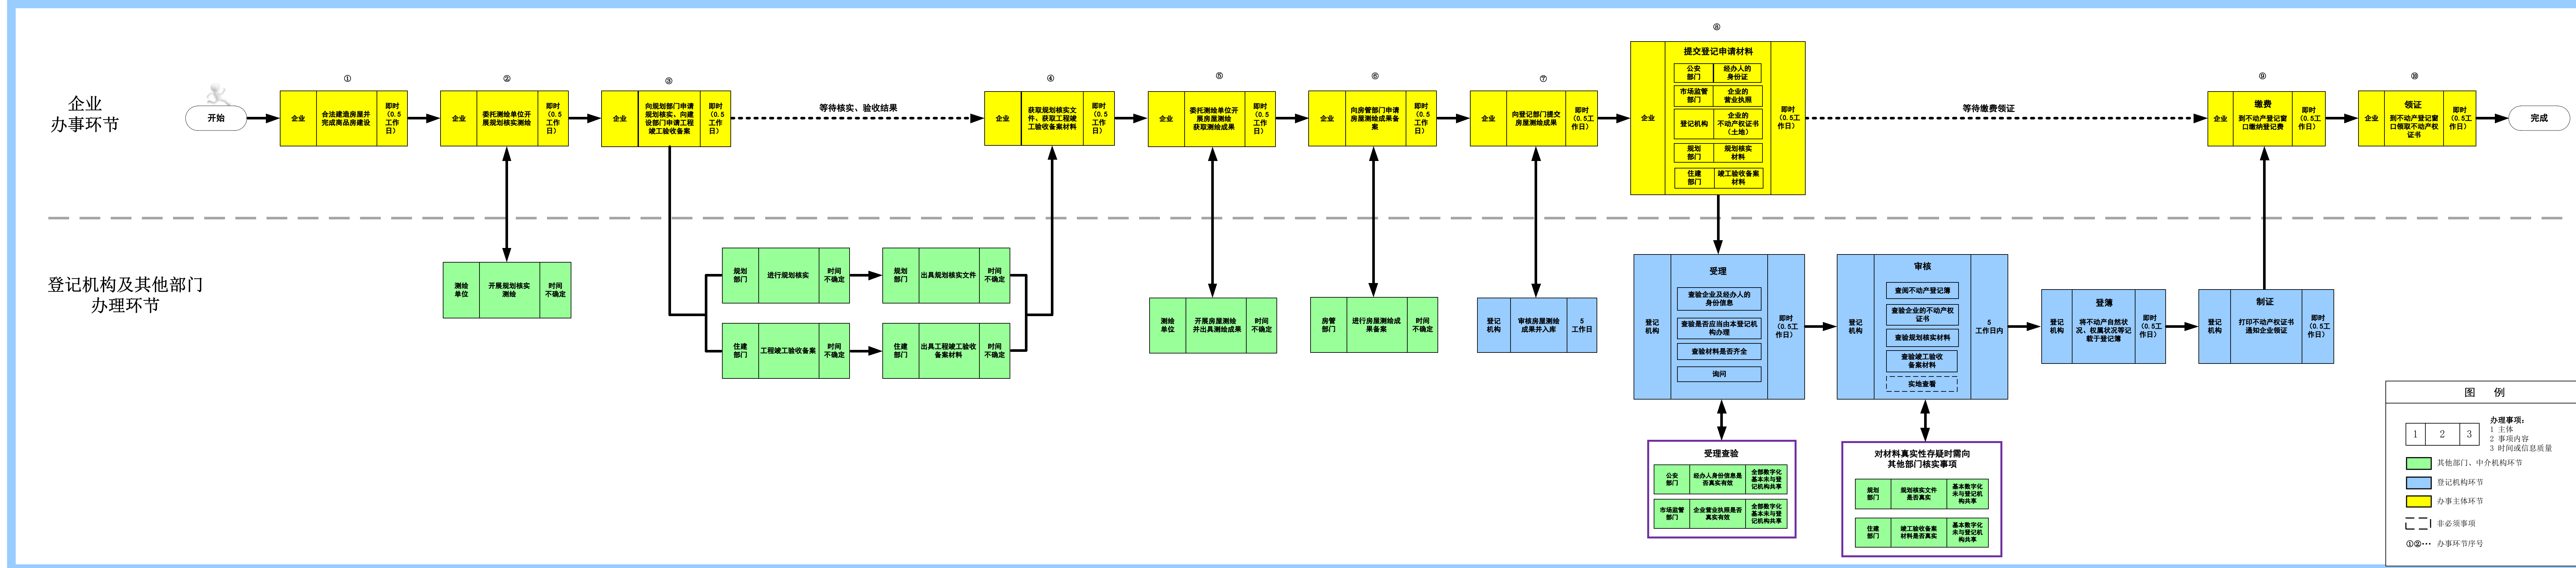 企业
办事环节
开始
①
企业
合法建造房屋并
完成商品房建设
即时
（0.5
工作
日）
②
企业
委托测绘单位开
展规划核实测绘
即时
（0.5
工作
日）
③
企业
向规划部门申请
规划核实、向建
设部门申请工程
竣工验收备案
即时
（0.5
工作
日）
等待核实、验收结果
④
企业
获取规划核实文
件、获取工程竣
工验收备案材料
即时
（0.5
工作
日）
⑤
企业
委托测绘单位开
展房屋测绘
获取测绘成果
即时
（0.5
工作
日）
⑥
企业
向房管部门申请
房屋测绘成果备
案
即时
（0.5
工作
日）
⑦
企业
向登记部门提交
房屋测绘成果
即时
（0.5工
作日）
⑧
企业
提交登记申请材料
公安
部门
经办人的
身份证
市场监管
部门
企业的
营业执照
登记机构
企业的
不动产权证书
（土地）
规划
部门
规划核实
材料
住建
部门
竣工验收备案
材料
即时
（0.5工
作日）
等待缴费领证
⑨
企业
缴费
到不动产登记窗
口缴纳登记费
即时
（0.5工
作日）
⑩
企业
领证
到不动产登记窗
口领取不动产权
证书
即时
（0.5工
作日）
完成
登记机构及其他部门
办理环节
测绘
单位
开展规划核实
测绘
时间
不确定
规划
部门
进行规划核实
时间
不确定
规划
部门
出具规划核实文件
时间
不确定
住建
部门
工程竣工验收备案
时间
不确定
住建
部门
出具工程竣工验收
备案材料
时间
不确定
测绘
单位
开展房屋测绘
并出具测绘成果
时间
不确定
房管
部门
进行房屋测绘成
果备案
时间
不确定
登记
机构
审核房屋测绘
成果并入库
5
工作日
登记
机构
受理
查验企业及经办人的
身份信息
查验是否应当由本登记机
构办理
查验材料是否齐全
询问
即时
（0.5工
作日）
登记
机构
审核
查阅不动产登记簿
查验企业的不动产权
证书
查验规划核实材料
查验竣工验收
备案材料
实地查看
5
工作日内
登记
机构
登簿
将不动产自然状
况、权属状况等记
载于登记簿
即时
（0.5工
作日）
登记
机构
制证
打印不动产权证书
通知企业领证
即时
（0.5工
作日）
受理查验
公安
部门
经办人身份信息是
否真实有效
全部数字化
基本未与登
记机构共享
市场监管
部门
企业营业执照是否
真实有效
全部数字化
基本未与登
记机构共享
对材料真实性存疑时需向
其他部门核实事项
规划
部门
规划核实文件
是否真实
基本数字化
未与登记机
构共享
住建
部门
竣工验收备案
材料是否真实
基本数字化
未与登记机
构共享
图 例
1 2 3
办理事项：
1 主体
2 事项内容
3 时间或信息质量
其他部门、中介机构环节
登记机构环节
办事主体环节
非必须事项
①②… 办事环节序号